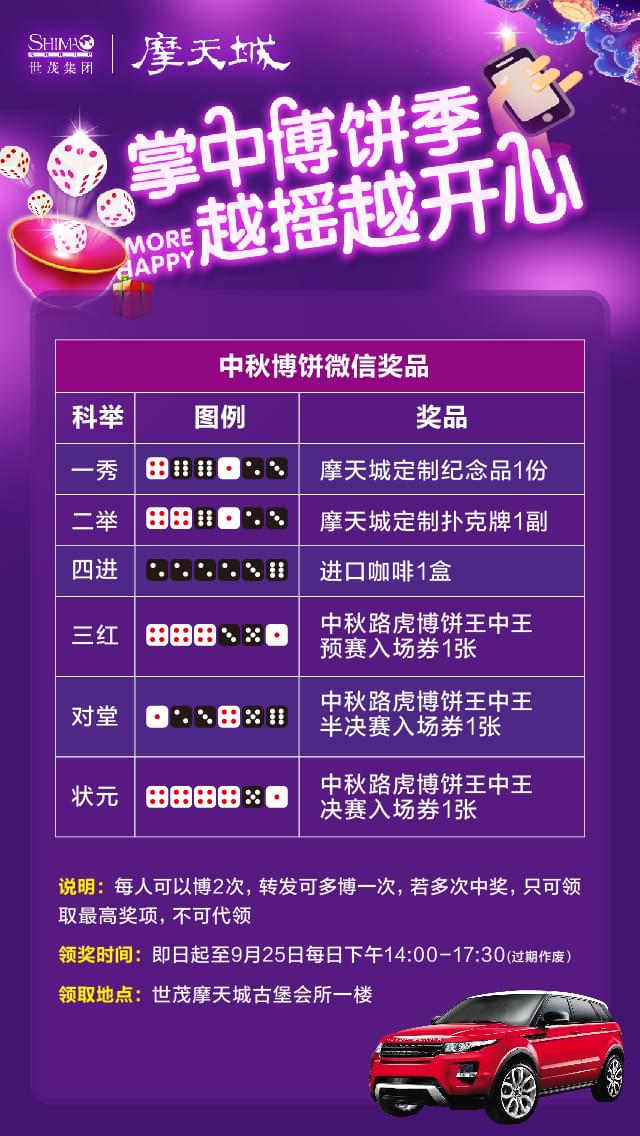 SHIMAO
GROUP
世茂集团
摩天城
掌中博饼季
越摇越开心
MORE
HAPPY
中秋博饼微信奖品
科举 图例 奖品
一秀 摩天城定制纪念品1份
二举 摩天城定制扑克牌1副
四进 进口咖啡1盒
三红 中秋路虎博饼王中王
预赛入场券1张
对堂 中秋路虎博饼王中王
半决赛入场券1张
状元 中秋路虎博饼王中王
决赛入场券1张
说明：每人可以博2次，转发可多博一次，若多次中奖，只可领
取最高奖项，不可代领
领奖时间：即日起至9月25日每日下午14:00-17:30(过期作废)
领取地点：世茂摩天城古堡会所一楼